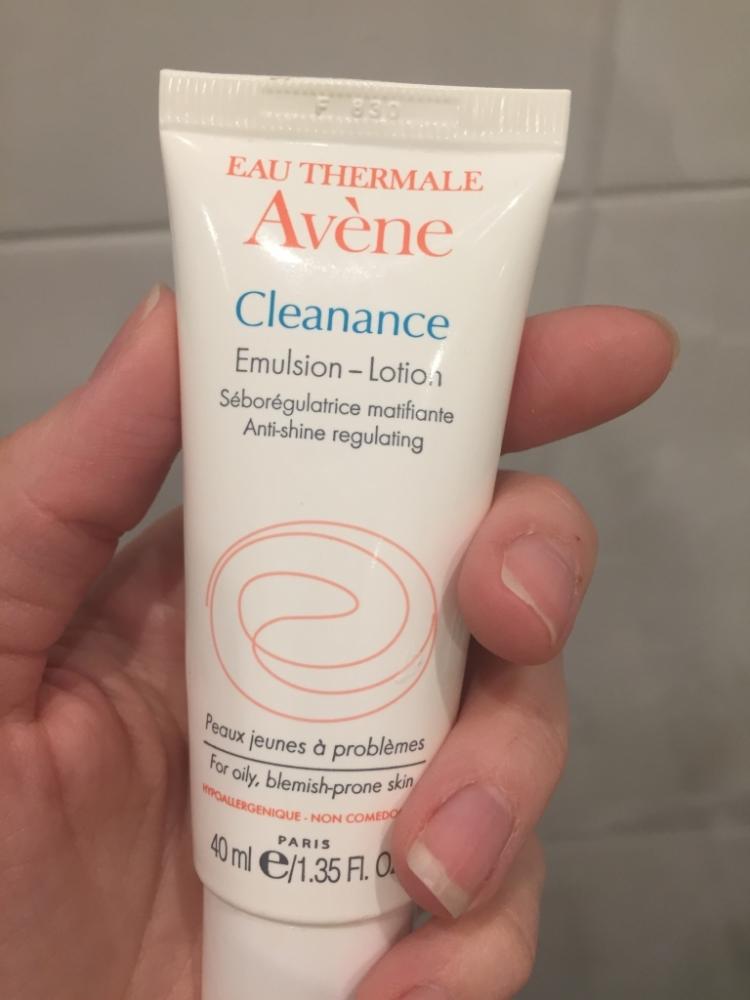 F 830
EAU THERMALE
Avène
Cleanance
Emulsion – Lotion
Séborégulatrice matifiante
Anti-shine regulating
Peaux jeunes à problèmes
For oily, blemish-prone skin
HYPOALLERGENIQUE - NON
PARIS
40 ml e/1.35 Fl. Oz